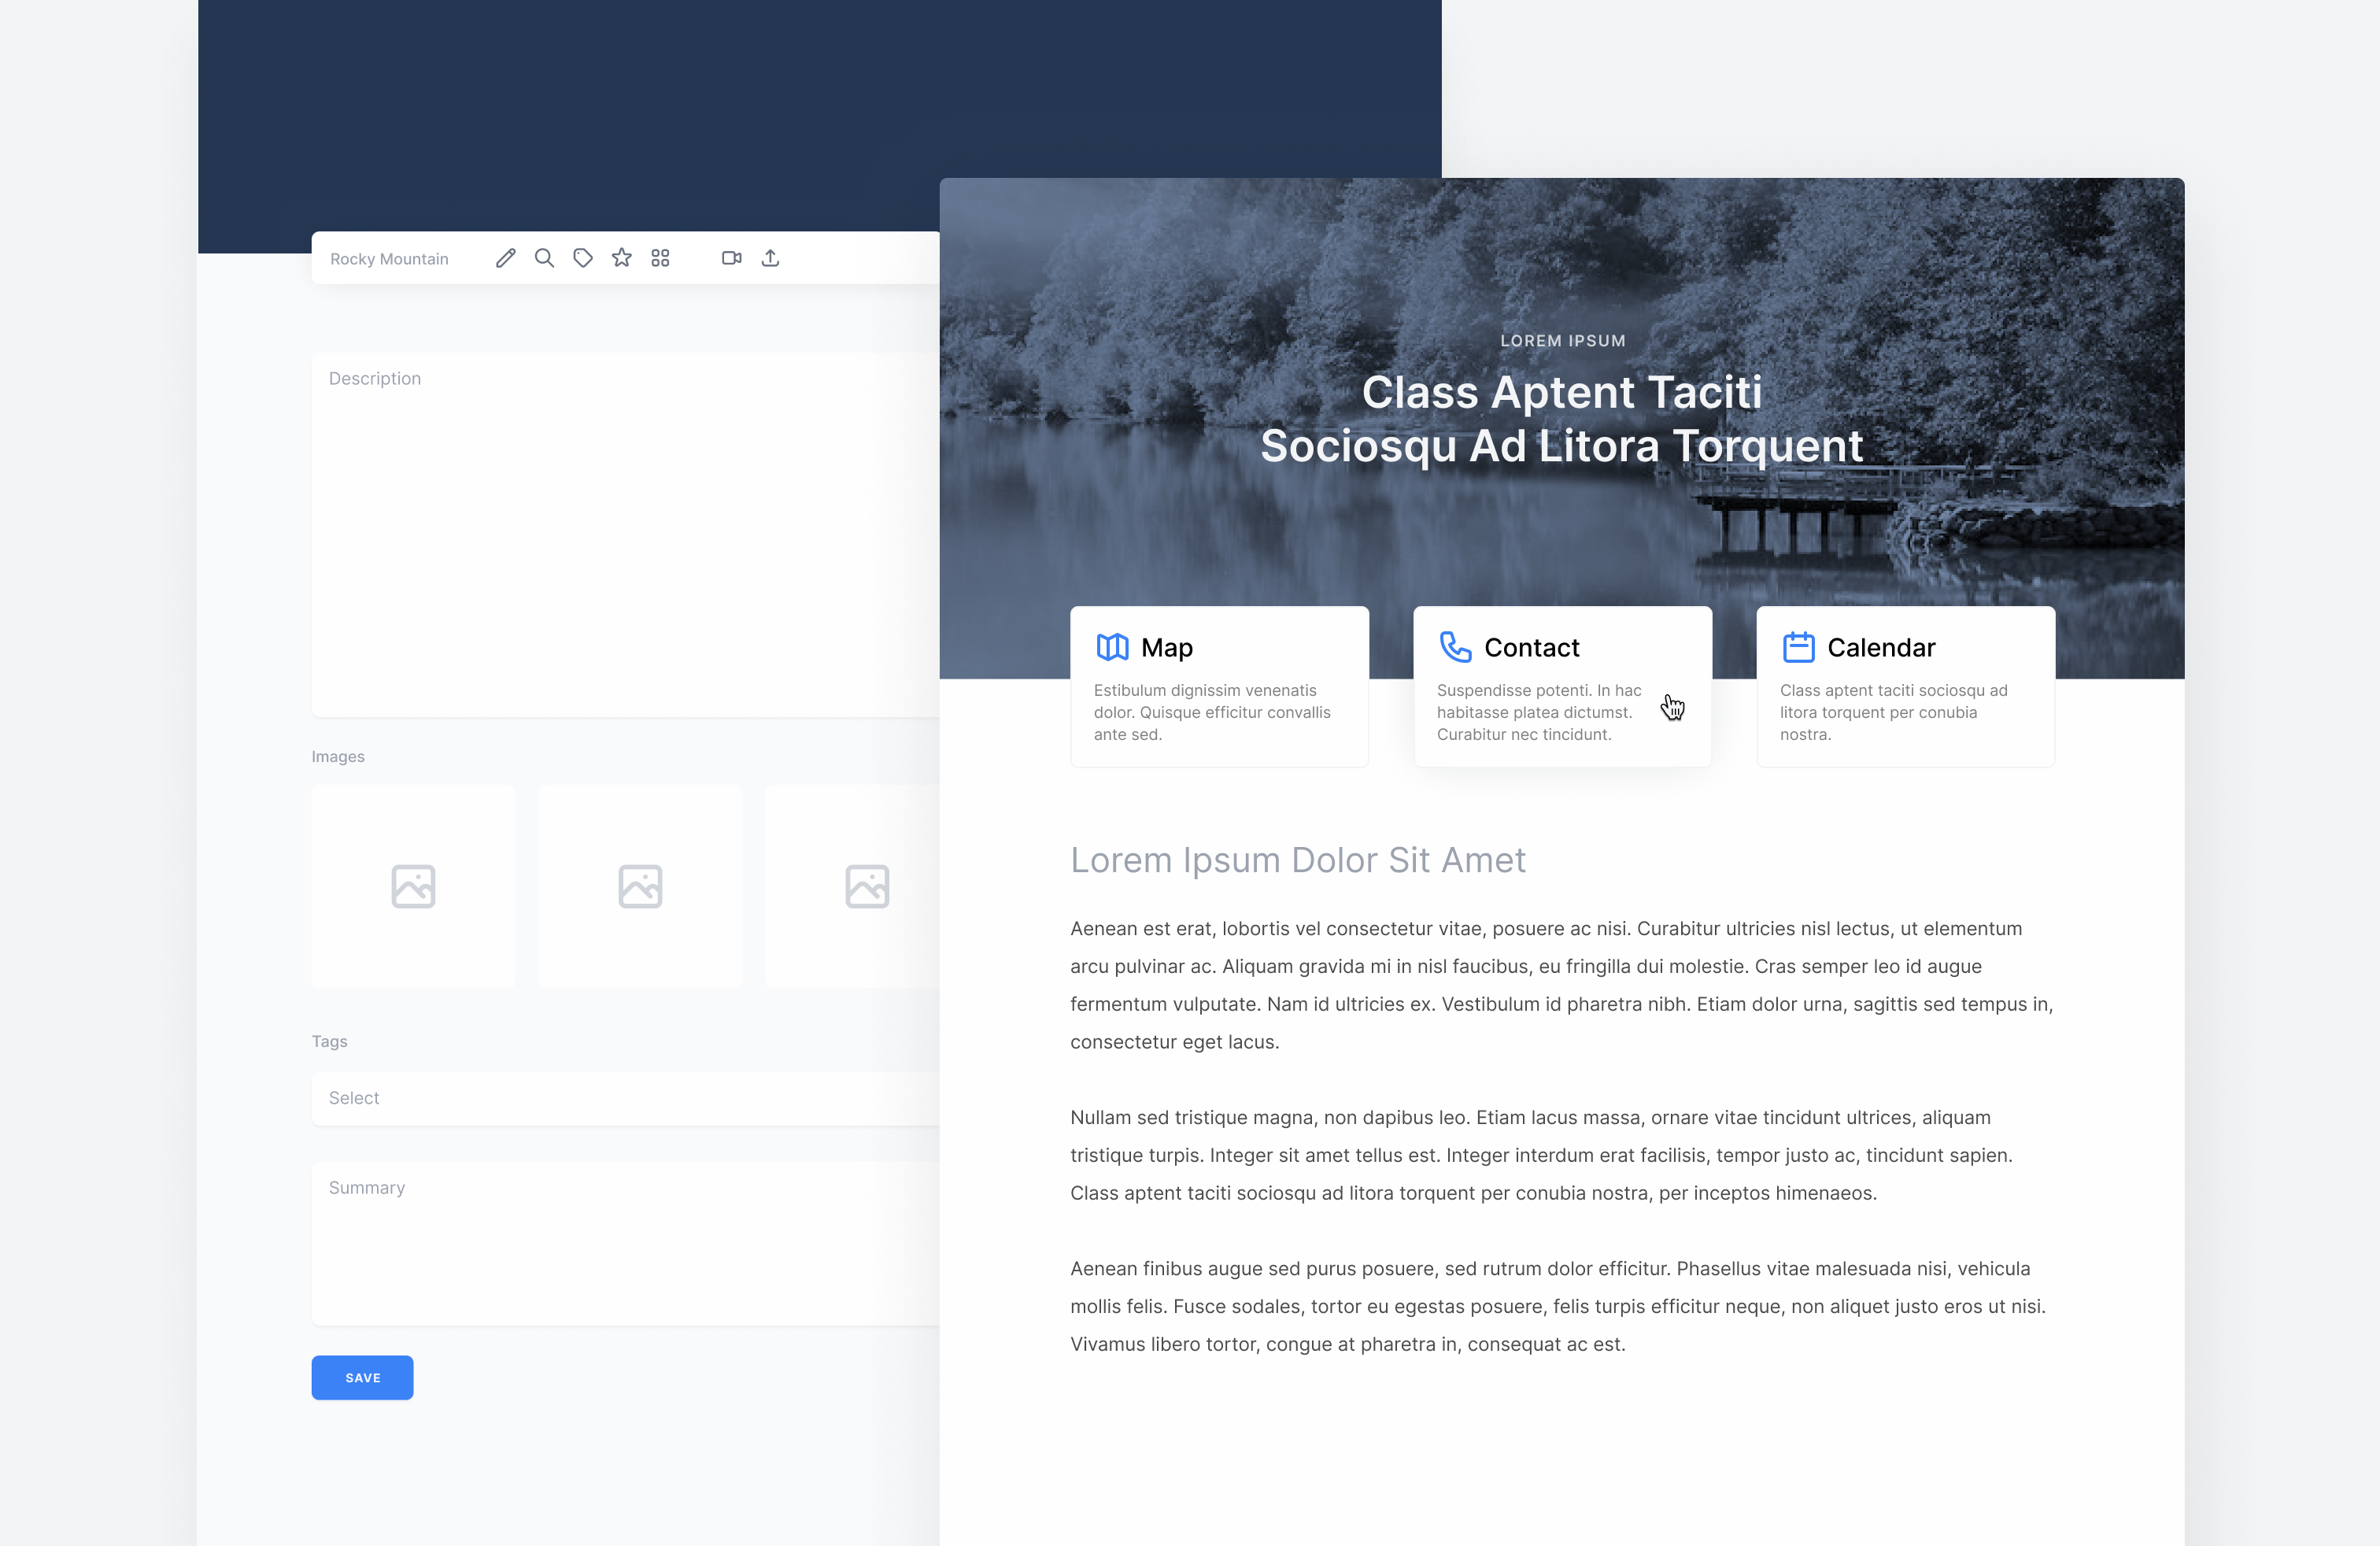 Rocky Mountain
Description
Images
Tags
Select
Summary
SAVE
LOREM IPSUM
Class Aptent Taciti
Sociosqu Ad Litora Torquent
Map
Estibulum dignissim venenatis
dolor. Quisque efficitur convallis
ante sed.
Contact
Suspendisse potenti. In hac
habitasse platea dictumst.
Curabitur nec tincidunt.
Calendar
Class aptent taciti sociosqu ad
litora torquent per conubia
nostra.
Lorem Ipsum Dolor Sit Amet
Aenean est erat, lobortis vel consectetur vitae, posuere ac nisi. Curabitur ultricies nisl lectus, ut elementum
arcu pulvinar ac. Aliquam gravida mi in nisl faucibus, eu fringilla dui molestie. Cras semper leo id augue
fermentum vulputate. Nam id ultricies ex. Vestibulum id pharetra nibh. Etiam dolor urna, sagittis sed tempus in,
consectetur eget lacus.
Nullam sed tristique magna, non dapibus leo. Etiam lacus massa, ornare vitae tincidunt ultrices, aliquam
tristique turpis. Integer sit amet tellus est. Integer interdum erat facilisis, tempor justo ac, tincidunt sapien.
Class aptent taciti sociosqu ad litora torquent per conubia nostra, per inceptos himenaeos.
Aenean finibus augue sed purus posuere, sed rutrum dolor efficitur. Phasellus vitae malesuada nisi, vehicula
mollis felis. Fusce sodales, tortor eu egestas posuere, felis turpis efficitur neque, non aliquet justo eros ut nisi.
Vivamus libero tortor, congue at pharetra in, consequat ac est.